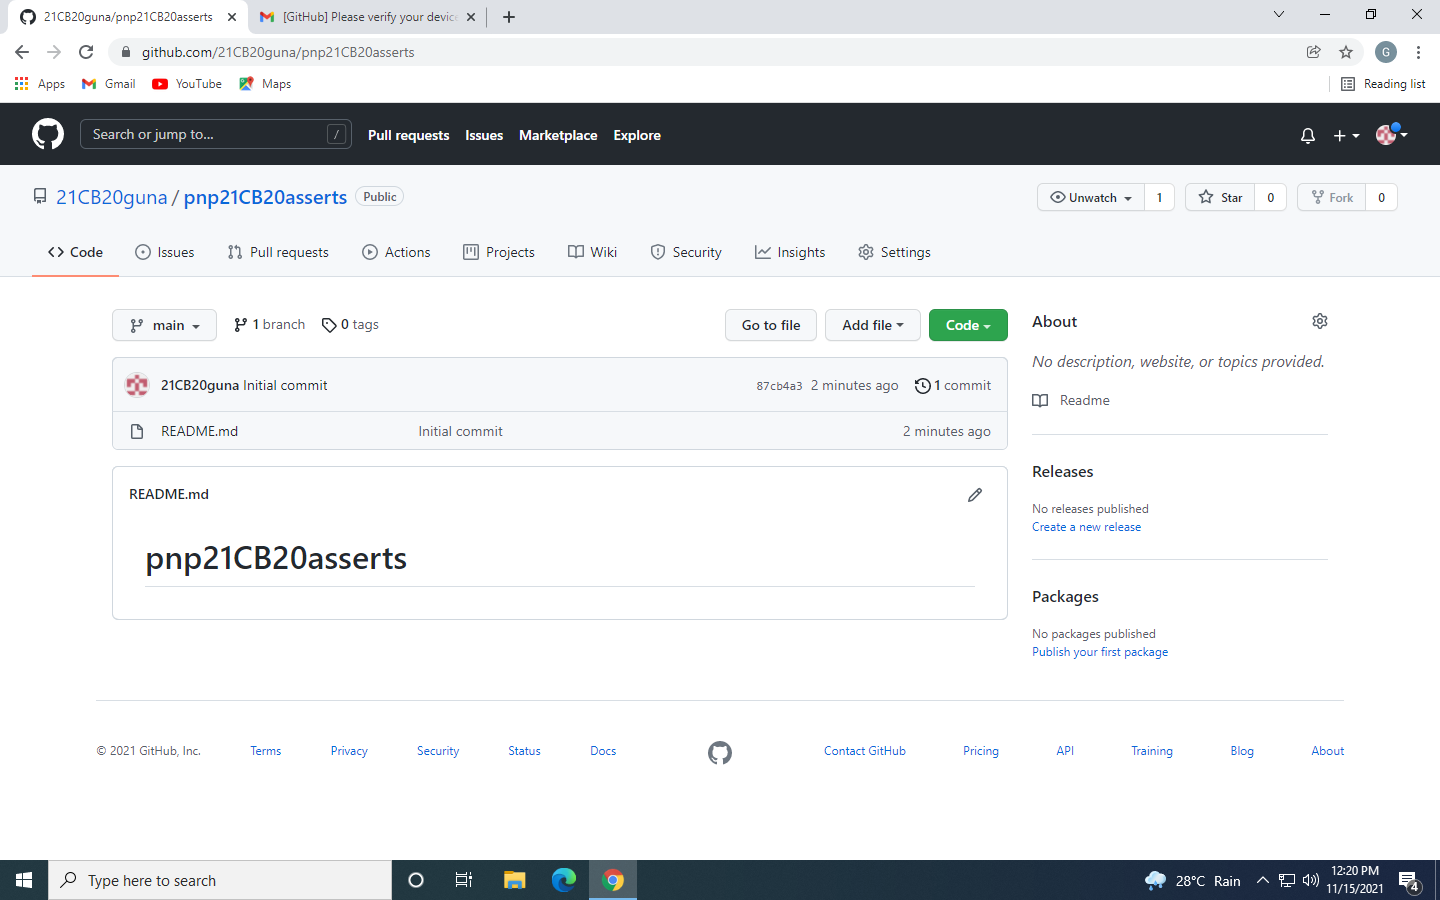 21CB20guna/pnp21CB20asserts
[GitHub] Please verify your device
github.com/21CB20guna/pnp21CB20asserts
G
Apps Gmail YouTube Maps Reading list
Search or jump to... / Pull requests Issues Marketplace Explore
21CB20guna / pnp21CB20asserts Public Unwatch 1 Star 0 Fork 0
Code Issues Pull requests Actions Projects Wiki Security Insights Settings
main 1 branch 0 tags Go to file Add file Code
21CB20guna Initial commit 87cb4a3 2 minutes ago 1 commit
README.md Initial commit 2 minutes ago
README.md
pnp21CB20asserts
About
No description, website, or topics provided.
Readme
Releases
No releases published
Create a new release
Packages
No packages published
Publish your first package
© 2021 GitHub, Inc. Terms Privacy Security Status Docs Contact GitHub Pricing API Training Blog About
Type here to search 28°C Rain 12:20 PM
11/15/2021 4